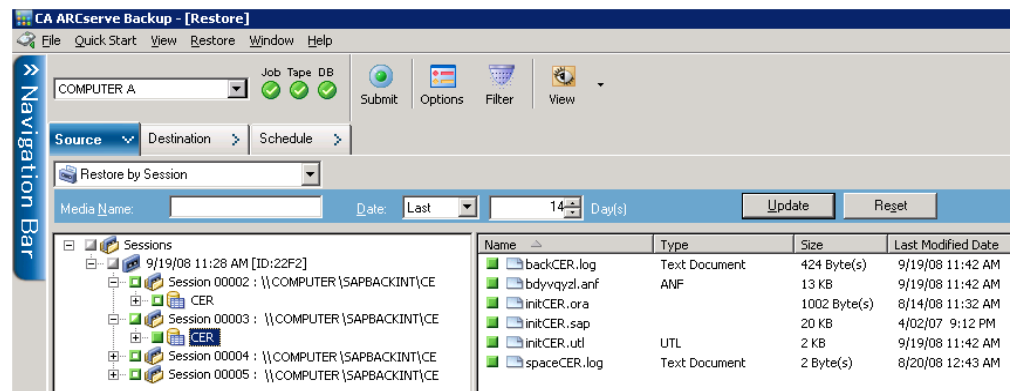 CA ARCserve Backup - [Restore]
File Quick Start View Restore Window Help
Navigation Bar
COMPUTER A
Job Tape DB
Submit Options Filter View
Source Destination Schedule
Restore by Session
Media Name: Date: Last 14 Day(s) Update Reset
Sessions
9/19/08 11:28 AM [ID:22F2]
Session 00002 : \\COMPUTER\SAPBACKINT\CE
CER
Session 00003 : \\COMPUTER\SAPBACKINT\CE
CER
Session 00004 : \\COMPUTER\SAPBACKINT\CE
Session 00005 : \\COMPUTER\SAPBACKINT\CE
Name Type Size Last Modified Date
backCER.log Text Document 424 Byte(s) 9/19/08 11:42 AM
bdyvqyzl.anf ANF 13 KB 9/19/08 11:42 AM
initCER.ora 1002 Byte(s) 8/14/08 11:32 AM
initCER.sap 20 KB 4/02/07 9:12 PM
initCER.utl UTL 2 KB 9/19/08 11:42 AM
spaceCER.log Text Document 2 Byte(s) 8/20/08 12:43 AM